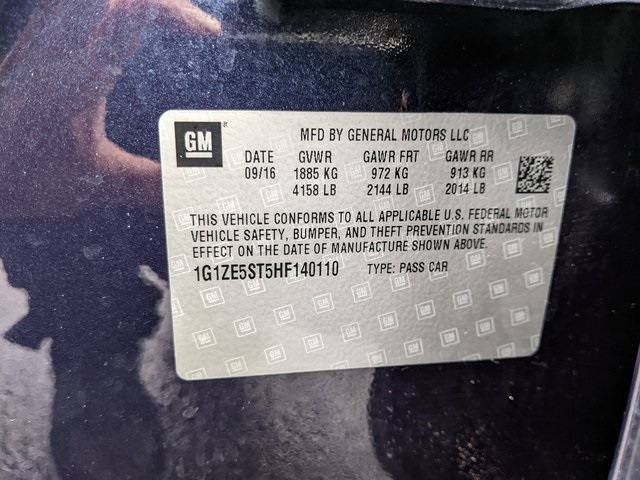 GM ® MFD BY GENERAL MOTORS LLC
DATE GVWR GAWR FRT GAWR RR
09/16 1885 KG 972 KG 913 KG
4158 LB 2144 LB 2014 LB
THIS VEHICLE CONFORMS TO ALL APPLICABLE U.S. FEDERAL MOTOR
VEHICLE SAFETY, BUMPER, AND THEFT PREVENTION STANDARDS IN
EFFECT ON THE DATE OF MANUFACTURE SHOWN ABOVE.
1G1ZE5ST5HF140110 TYPE: PASS CAR